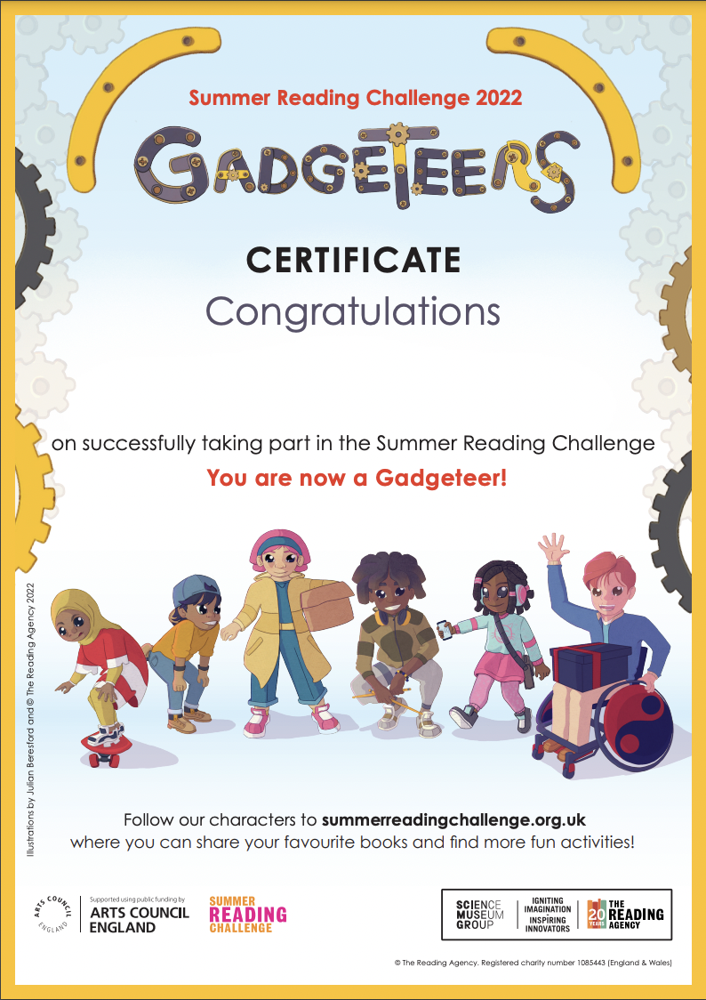 Summer Reading Challenge 2022
GADGETEERS
CERTIFICATE
Congratulations
on successfully taking part in the Summer Reading Challenge
You are now a Gadgeteer!
Illustrations by Julian Beresford and © The Reading Agency 2022
Follow our characters to summerreadingchallenge.org.uk
where you can share your favourite books and find more fun activities!
ARTS COUNCIL
ENGLAND
Supported using public funding by
ARTS COUNCIL
ENGLAND
SUMMER
READING
CHALLENGE
SCIENCE
MUSEUM
GROUP
IGNITING
IMAGINATION
INSPIRING
INNOVATORS
20
YEARS
THE
READING
AGENCY
© The Reading Agency. Registered charity number 1085443 (England & Wales)